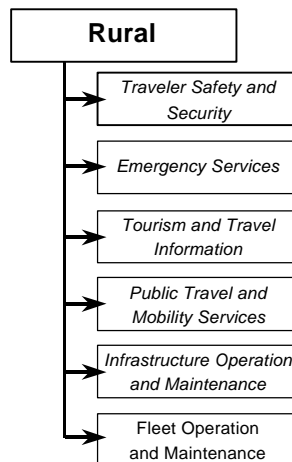 Rural
Traveler Safety and
Security
Emergency Services
Tourism and Travel
Information
Public Travel and
Mobility Services
Infrastructure Operation
and Maintenance
Fleet Operation
and Maintenance